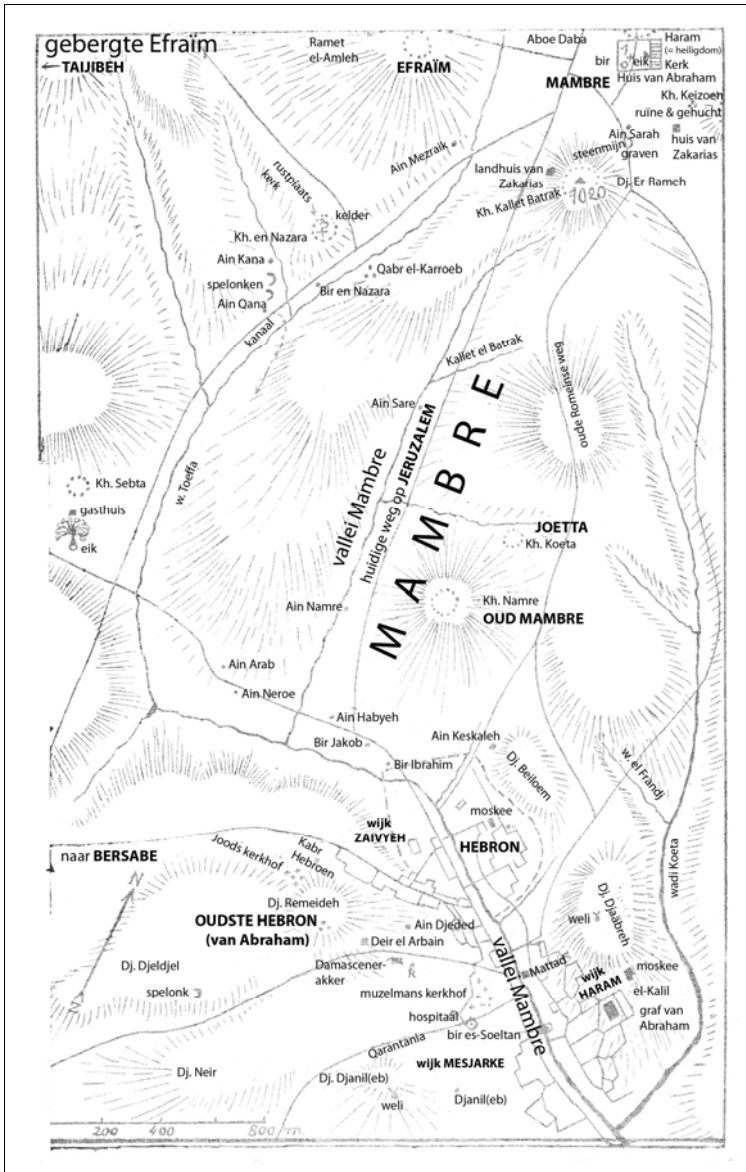 gebergte Efraïm
← TAIJIBEH
Ramet
el-Amleh
EFRAÏM
Aboe Daba
Haram
(= heiligdom)
bir
eik
Kerk
Huis van Abraham
MAMBRE
Kh. Keizoen
ruïne & gehucht
Ain Sarah
huis van
Zakarias
steenmijn
graven
landhuis van
Zakarias
Dj. Er Rameh
1020
Kh. Kallet Batrak
Ain Mezraik
rustplaats
kerk
kelder
Kh. en Nazara
Ain Kana
spelonken
Ain Qana
Qabr el-Karroeb
Bir en Nazara
kanaal
Kallet el Batrak
oude Romeinse weg
Ain Sare
vallei Mambre
huidige weg op JERUZALEM
MAMBRE
w. Toeffa
Kh. Sebta
gasthuis
eik
JOETTA
Kh. Koeta
Ain Namre
Kh. Namre
OUD MAMBRE
Ain Arab
Ain Neroe
Ain Habyeh
Bir Jakob
Ain Keskaleh
Bir Ibrahim
Dj. Beiloem
w. el Frandj
wadi Koeta
moskee
wijk
ZAIVYEH
HEBRON
naar BERSABE
Joods kerkhof
Kabr
Hebroen
Dj. Remeideh
OUDSTE HEBRON
(van Abraham)
Ain Djeded
Deir el Arbain
Dj. Djaäbreh
weli
Dj. Djeldjel
spelonk
Damascener-
akker
muzelmans kerkhof
Mattad
vallei Mambre
wijk
HARAM
moskee
el-Kalil
graf van
Abraham
hospitaal
bir es-Soeltan
Qarantania
wijk MESJARKE
Dj. Neir
Dj. Djanil(eb)
weli
Djanil(eb)
200 400 800 m.